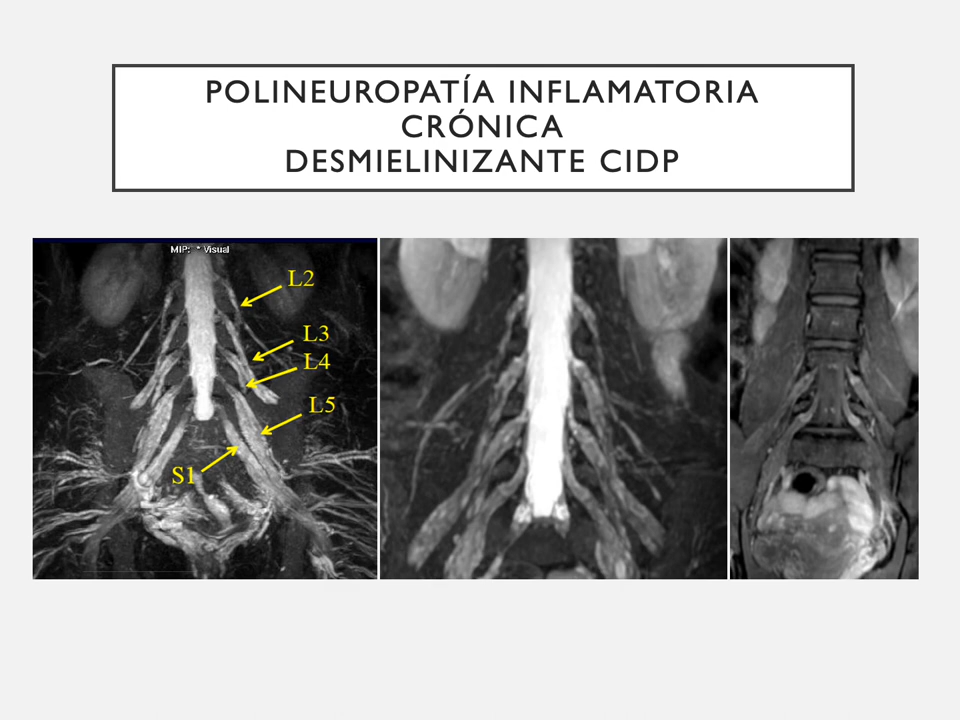 POLINEUROPATÍA INFLAMATORIA
CRÓNICA
DESMIELINIZANTE CIDP
MIP: * Visual
L2
L3
L4
L5
S1